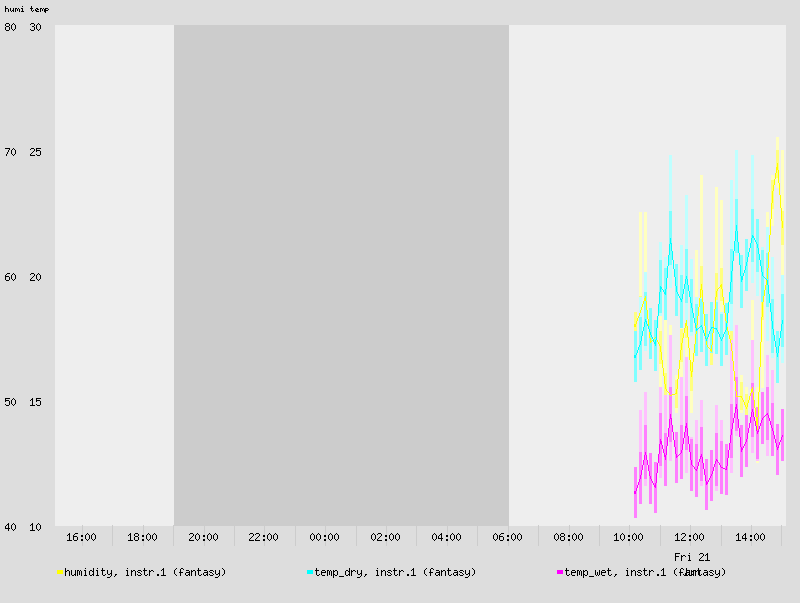 humi temp
80 30
70 25
60 20
50 15
40 10
16:00 18:00 20:00 22:00 00:00 02:00 04:00 06:00 08:00 10:00 12:00 14:00
Fri 21
Jun
humidity, instr.1 (fantasy) temp_dry, instr.1 (fantasy) temp_wet, instr.1 (fantasy)